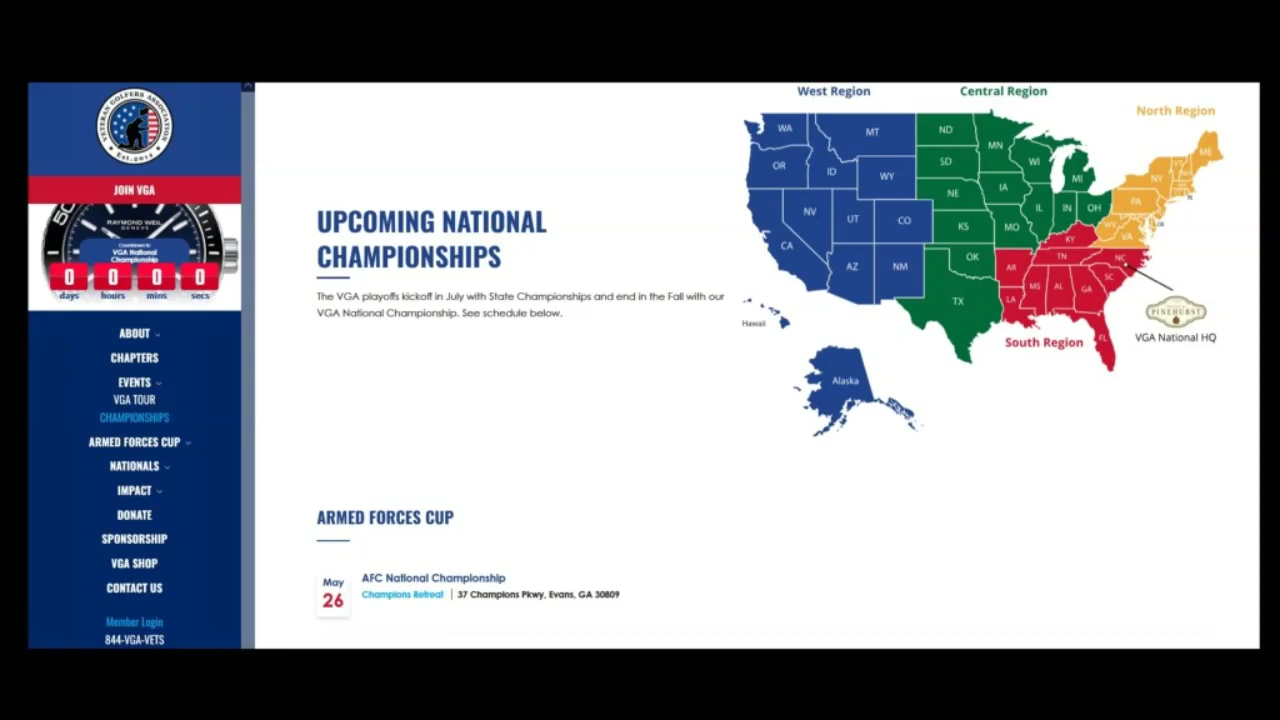 VETERAN GOLFERS ASSOCIATION
Est. 2014
JOIN VGA
50
RAYMOND WEIL
GENEVE
Countdown to
VGA National
Championship
0 0 0 0
days hours mins secs
ABOUT
CHAPTERS
EVENTS
VGA TOUR
CHAMPIONSHIPS
ARMED FORCES CUP
NATIONALS
IMPACT
DONATE
SPONSORSHIP
VGA SHOP
CONTACT US
Member Login
844-VGA-VETS
UPCOMING NATIONAL
CHAMPIONSHIPS
The VGA playoffs kickoff in July with State Championships and end in the Fall with our
VGA National Championship. See schedule below.
West Region
Central Region
North Region
WA
MT
ND
MN
ME
OR
ID
WY
SD
WI
MI
NY
VT
NV
UT
CO
NE
IA
IL
IN
OH
PA
CA
AZ
NM
KS
MO
KY
WV
VA
OK
AR
TN
NC
TX
LA
MS
AL
GA
SC
FL
Hawaii
Alaska
South Region
PINEHURST
VGA National HQ
ARMED FORCES CUP
May
26
AFC National Championship
Champions Retreat | 37 Champions Pkwy, Evans, GA 30809